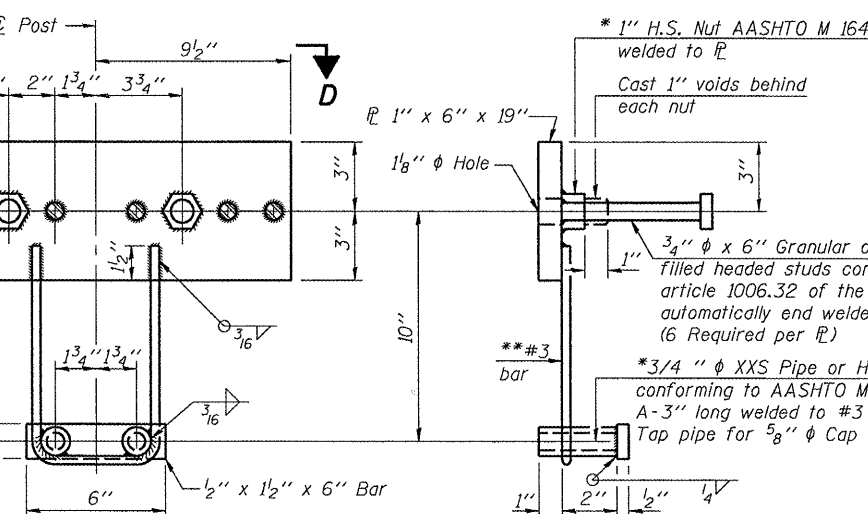 ℄ Post
9½"
D
2"
1¾"
3¾"
* 1" H.S. Nut AASHTO M 164
welded to ℙL
Cast 1" voids behind
each nut
ℙL 1" x 6" x 19"
1⅛" ϕ Hole
3"
3"
3"
1½"
1"
¾" ϕ x 6" Granular
filled headed studs
article 1006.32 of the
automatically end
(6 Required per ℙL)
3/16
10"
**#3
bar
1¾"
1¾"
3/16
*3/4 " ϕ XXS Pipe or
conforming to AASHTO
A-3" long welded to #3
Tap pipe for ⅝" ϕ Cap
6"
½" x 1½" x 6" Bar
1"
2"
½"
¼